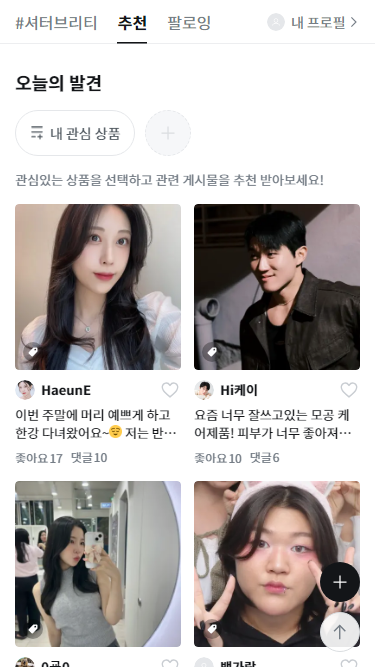 #셔터브리티 추천 팔로잉 내 프로필
오늘의 발견
내 관심 상품
관심있는 상품을 선택하고 관련 게시물을 추천 받아보세요!
HaeunE
이번 주말에 머리 예쁘게 하고
한강 다녀왔어요~😌 저는 반…
좋아요 17 댓글 10
Hi케이
요즘 너무 잘쓰고있는 모공 케
어제품! 피부가 너무 좋아져…
좋아요 10 댓글 6